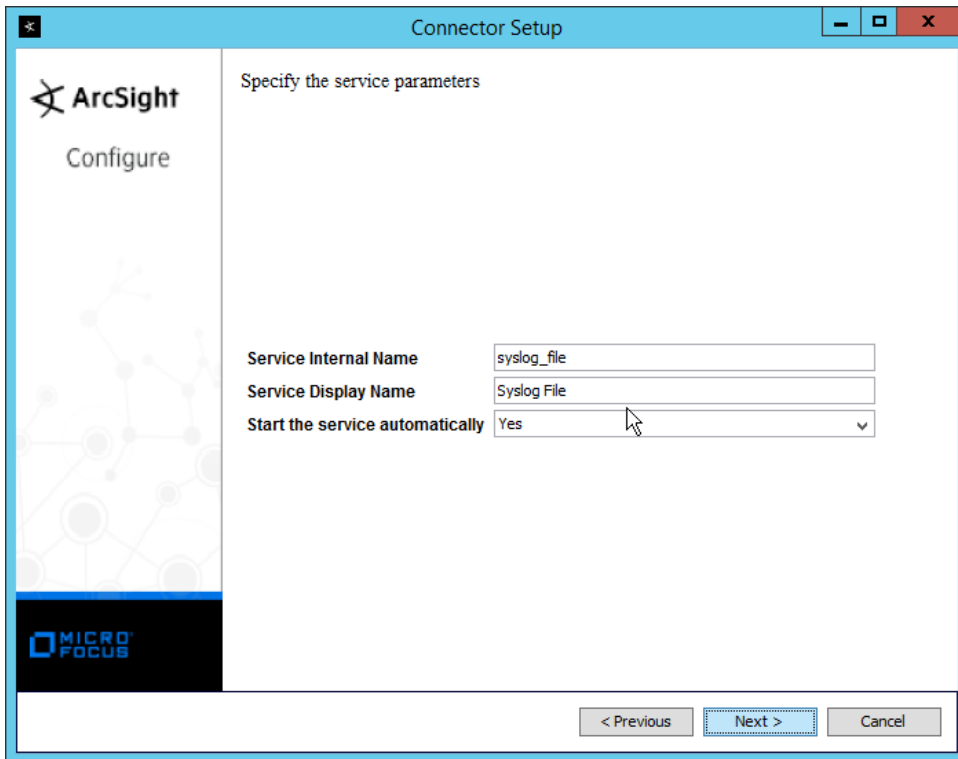 Connector Setup
ArcSight
Configure
Specify the service parameters
Service Internal Name syslog_file
Service Display Name Syslog File
Start the service automatically Yes
MICRO
FOCUS
< Previous Next > Cancel